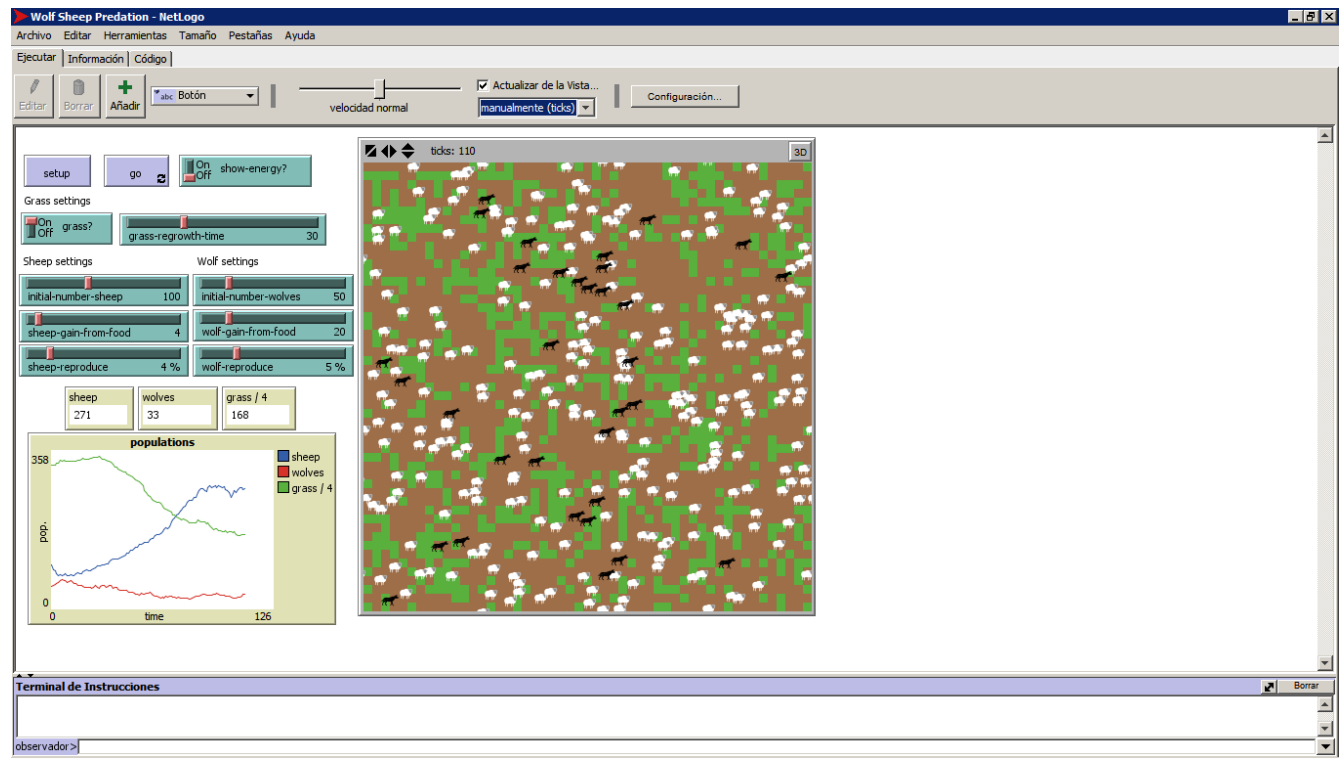 Wolf Sheep Predation - NetLogo
Archivo Editar Herramientas Tamaño Pestañas Ayuda
Ejecutar Información Código
Editar Borrar Añadir abc Botón velocidad normal Actualizar de la Vista... manualmente (ticks) Configuración...
ticks: 110 3D
setup go On Off show-energy?
Grass settings
On Off grass? grass-regrowth-time 30
Sheep settings Wolf settings
initial-number-sheep 100 initial-number-wolves 50
sheep-gain-from-food 4 wolf-gain-from-food 20
sheep-reproduce 4 % wolf-reproduce 5 %
sheep wolves grass / 4
271 33 168
populations
358
pop.
0
0 time 126
sheep
wolves
grass / 4
Terminal de Instrucciones Borrar
observador>